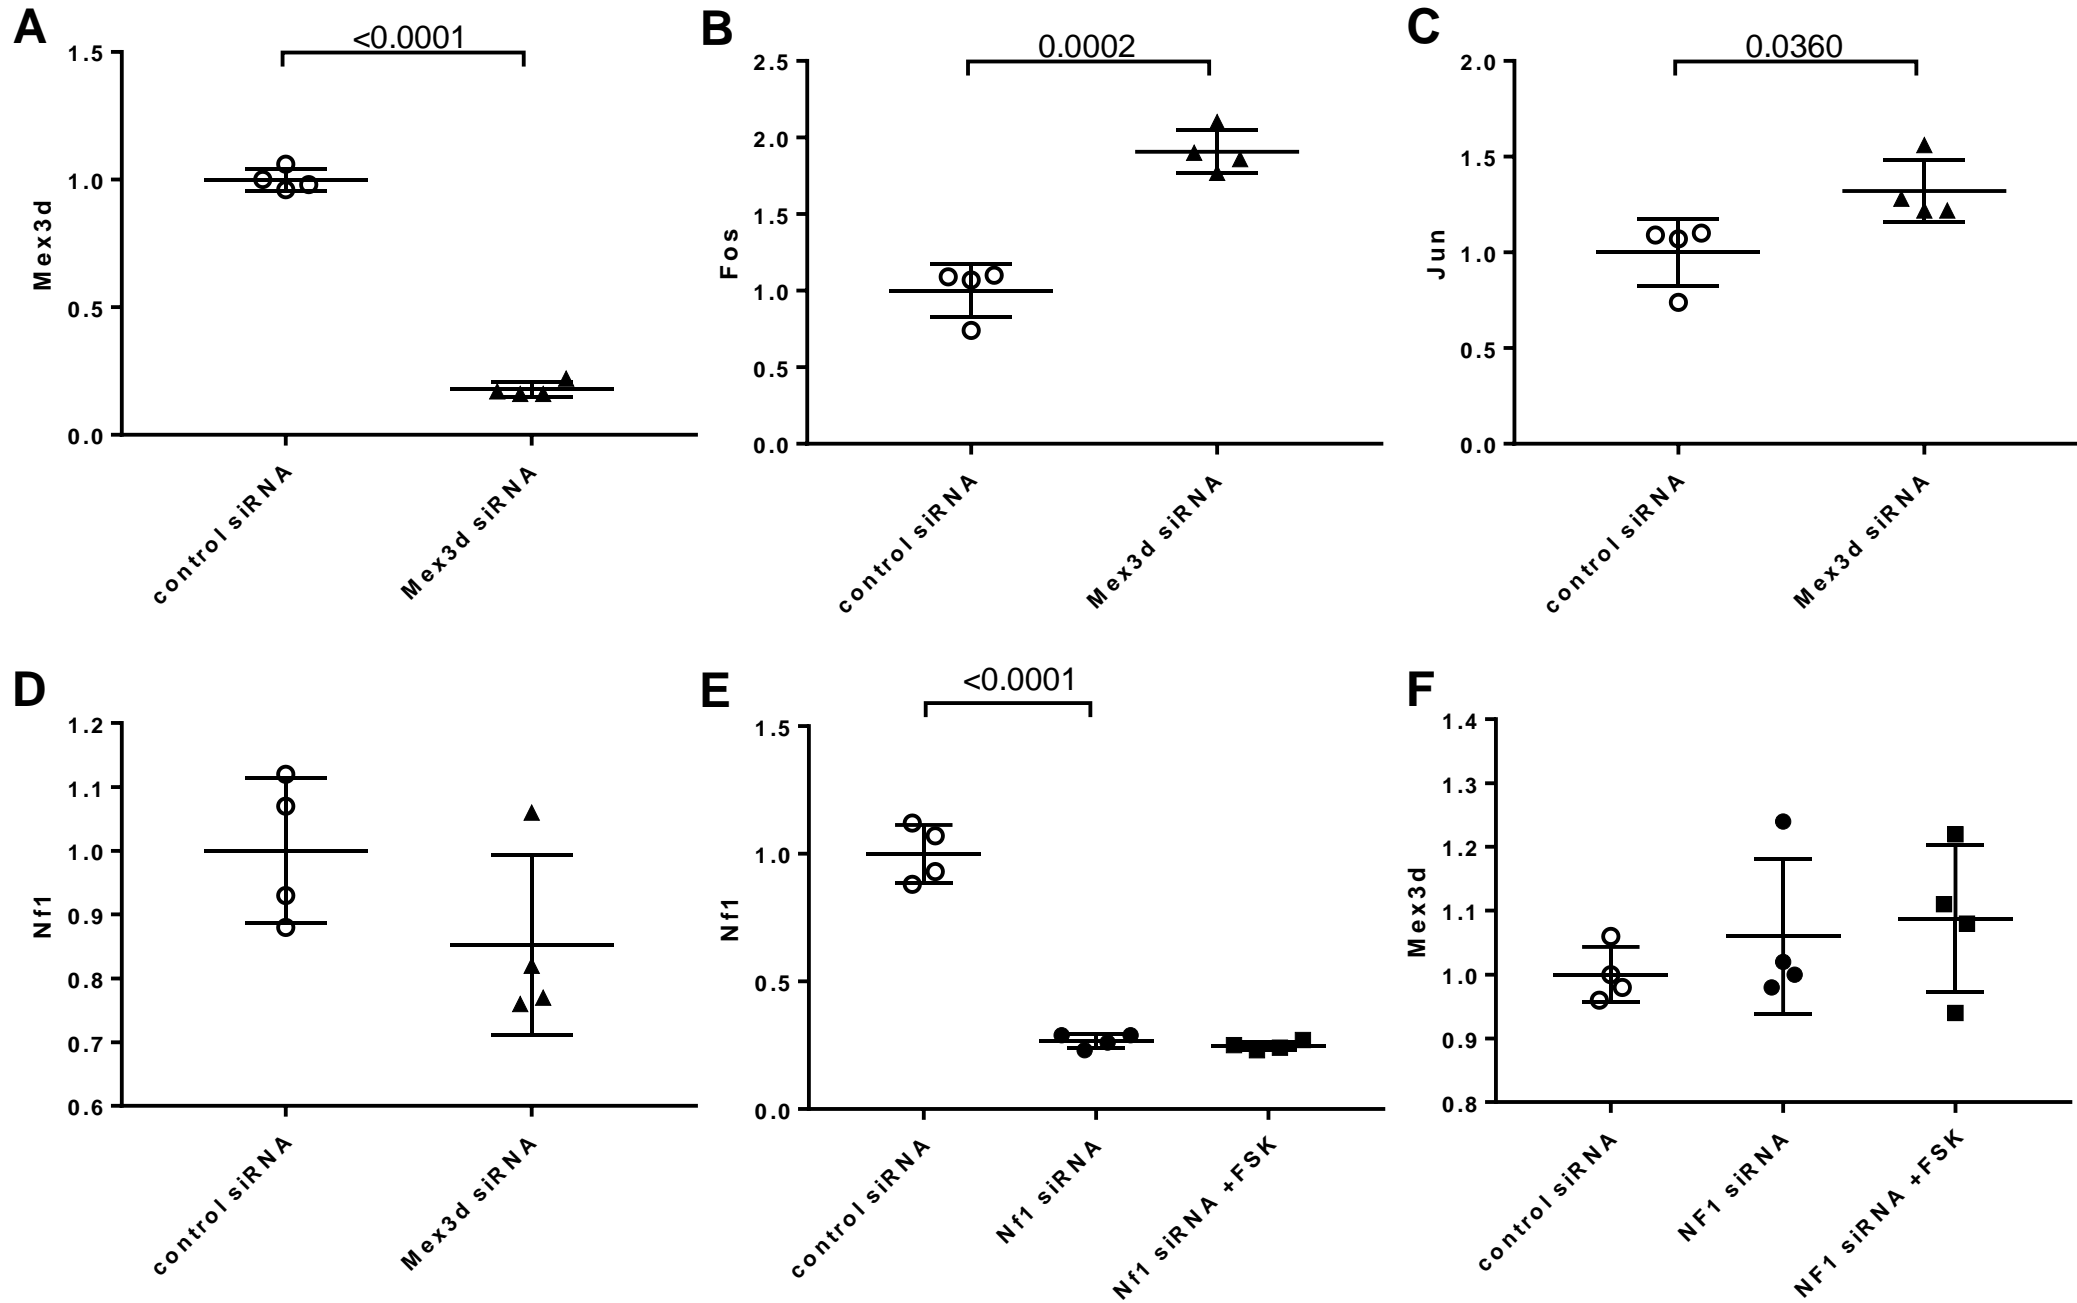 A
<0.0001
1.5
1.0
0.5
0.0
Mex3d
control siRNA
Mex3d siRNA
B
0.0002
2.5
2.0
1.5
1.0
0.5
0.0
Fos
control siRNA
Mex3d siRNA
C
0.0360
2.0
1.5
1.0
0.5
0.0
Jun
control siRNA
Mex3d siRNA
D
1.2
1.1
1.0
0.9
0.8
0.7
0.6
Nf1
control siRNA
Mex3d siRNA
E
<0.0001
1.5
1.0
0.5
0.0
Nf1
control siRNA
Nf1 siRNA
Nf1 siRNA +FSK
F
1.4
1.3
1.2
1.1
1.0
0.9
0.8
Mex3d
control siRNA
NF1 siRNA
NF1 siRNA +FSK